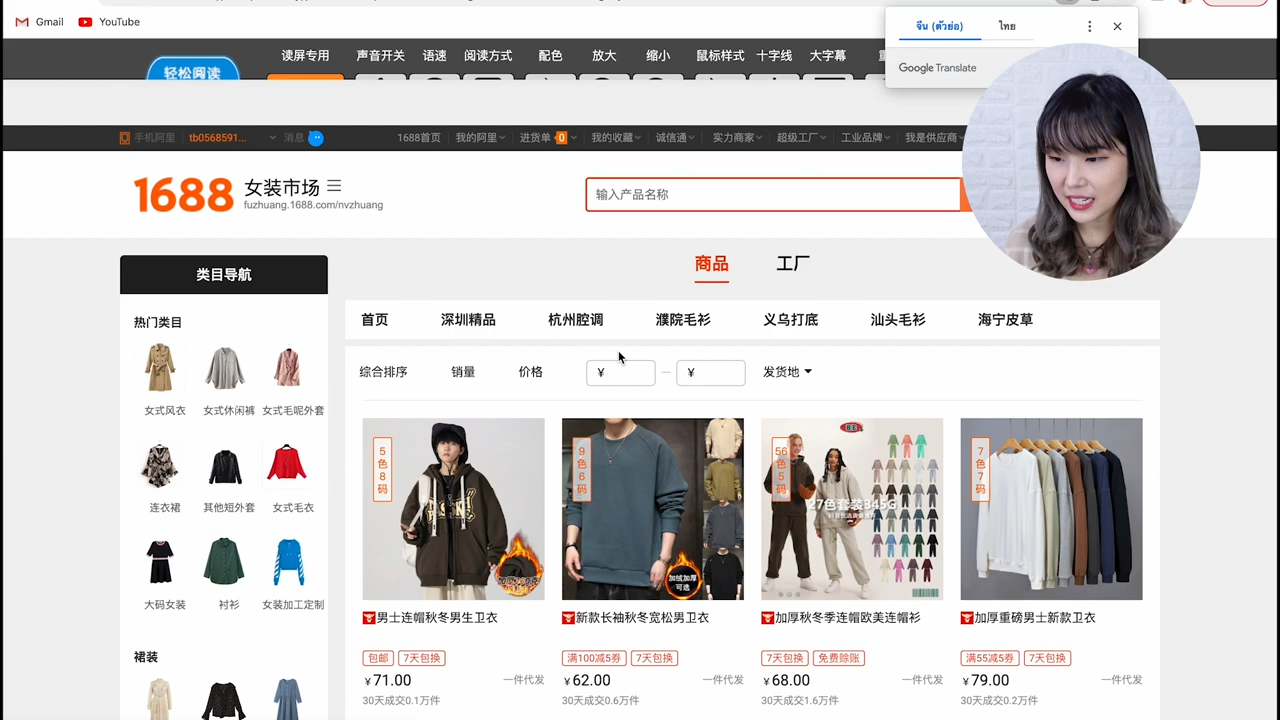 Gmail
YouTube
จีน (ตัวย่อ)
ไทย
Google Translate
轻松阅读
读屏专用
声音开关
语速
阅读方式
配色
放大
缩小
鼠标样式
十字线
大字幕
手机阿里
tb0568591...
消息
1688首页
我的阿里
进货单
0
我的收藏
诚信通
实力商家
超级工厂
工业品牌
我是供应商
1688
女装市场
fuzhuang.1688.com/nvzhuang
输入产品名称
商品
工厂
类目导航
首页
深圳精品
杭州腔调
濮院毛衫
义乌打底
汕头毛衫
海宁皮草
热门类目
女式风衣
女式休闲裤
女式毛呢外套
连衣裙
其他短外套
女式毛衣
大码女装
衬衫
女装加工定制
裙装
综合排序
销量
价格
¥
¥
发货地
5色8码
9色6码
加绒加厚
可选
27色套装345G
7色7码
男士连帽秋冬男生卫衣
新款长袖秋冬宽松男卫衣
加厚秋冬季连帽欧美连帽衫
加厚重磅男士新款卫衣
包邮
7天包换
满100减5券
7天包换
7天包换
免费赊账
满55减5券
7天包换
¥71.00
一件代发
¥62.00
一件代发
¥68.00
一件代发
¥79.00
一件代发
30天成交0.1万件
30天成交0.6万件
30天成交1.6万件
30天成交0.2万件